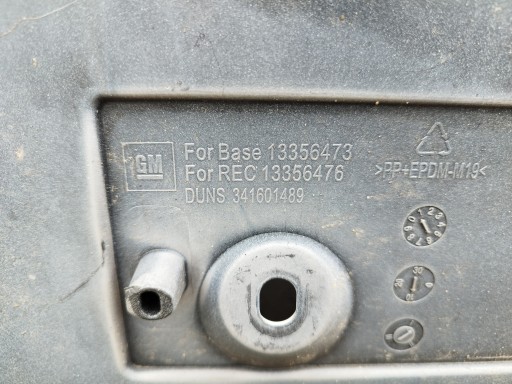 GM
For Base 13356473
For REC 13356476
DUNS: 341601489
>PP+EPDM-M19<